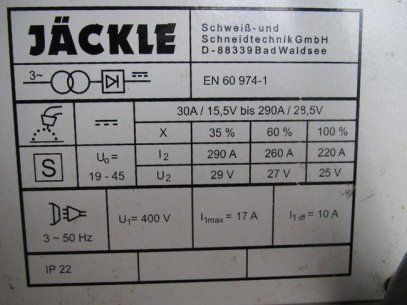 JÄCKLE
Schweiß-und
Schneidtechnik GmbH
D-88339 Bad Waldsee
3~
EN 60 974-1
30A / 15,5V bis 290A / 28,5V
X 35 % 60 % 100 %
S U₀ = 19 - 45
I2 290 A 260 A 220 A
U2 29 V 27 V 25 V
3 ~ 50 Hz
U1= 400 V I1max = 17 A I1eff = 10 A
IP 22